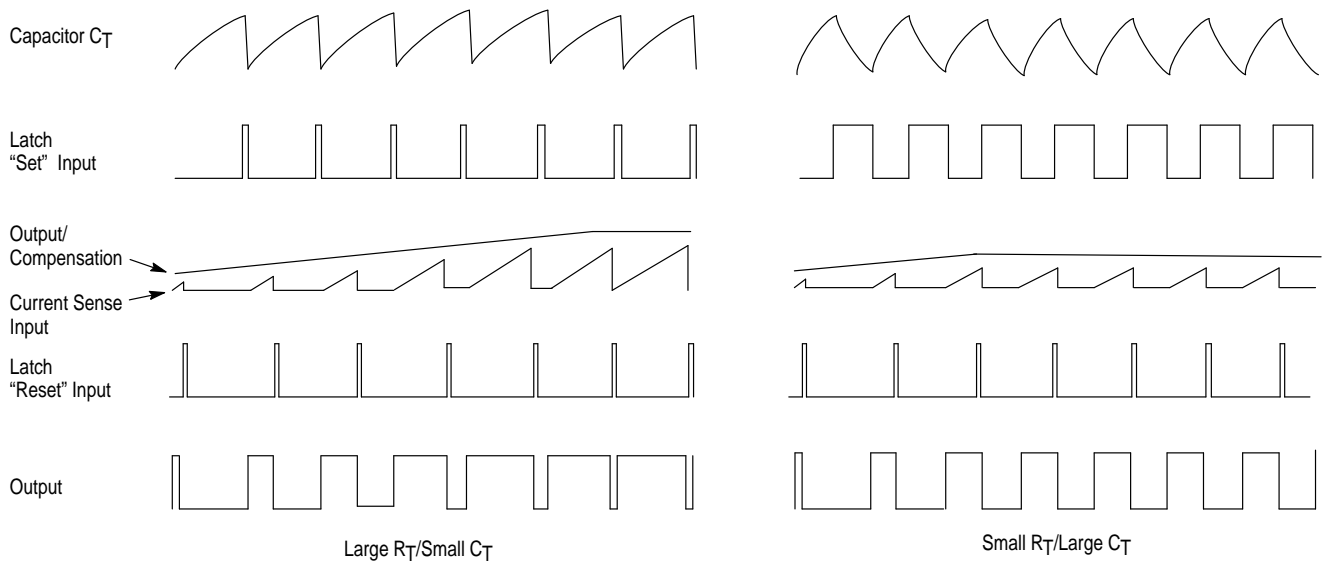 Capacitor CT
Latch
“Set” Input
Output/
Compensation
Current Sense
Input
Latch
“Reset” Input
Output
Large RT/Small CT
Small RT/Large CT